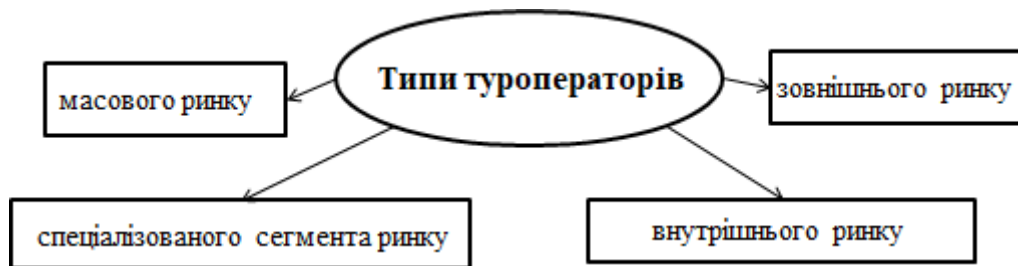 Типи туроператорів
масового ринку
зовнішнього ринку
спеціалізованого сегмента ринку
внутрішнього ринку